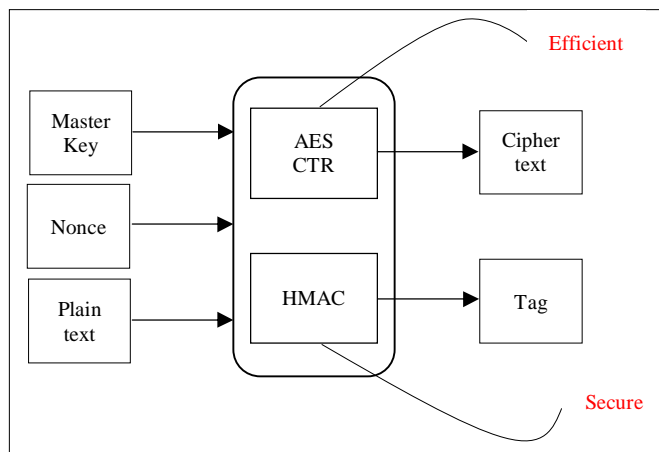 Efficient
Master
Key
AES
CTR
Cipher
text
Nonce
Plain
text
HMAC
Tag
Secure